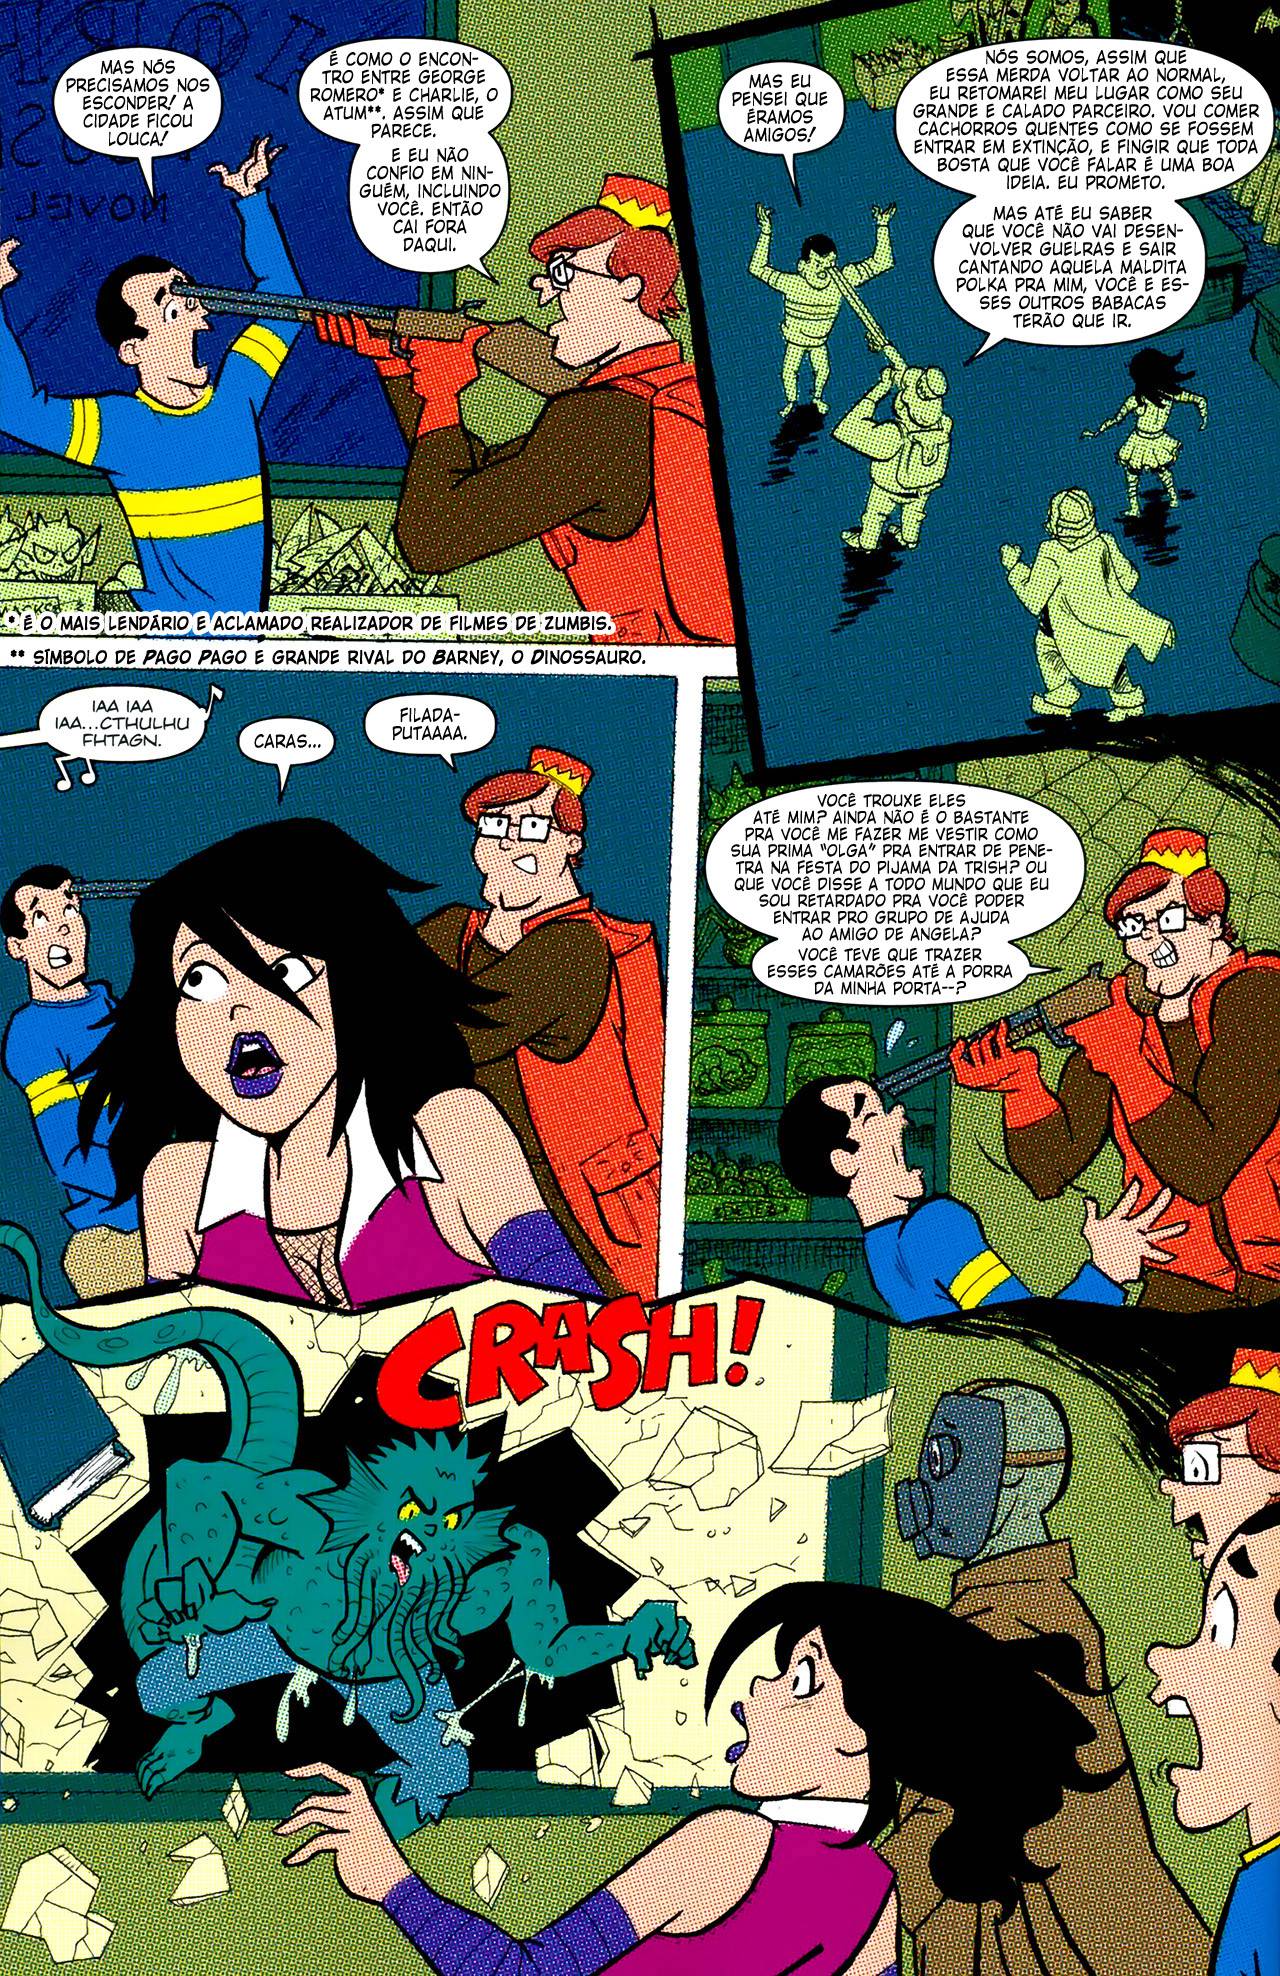 MAS NÓS
PRECISAMOS NOS
ESCONDER! A
CIDADE FICOU
LOUCA!
É COMO O ENCON-
TRO ENTRE GEORGE
ROMERO* E CHARLIE, O
ATUM**. ASSIM QUE
PARECE.
E EU NÃO
CONFIO EM NIN-
GUÉM, INCLUINDO
VOCÊ. ENTÃO
CAI FORA
DAQUI.
NOVEL
* É O MAIS LENDÁRIO E ACLAMADO REALIZADOR DE FILMES DE ZUMBIS.
** SÍMBOLO DE PAGO PAGO E GRANDE RIVAL DO BARNEY, O DINOSSAURO.
MAS EU
PENSEI QUE
ÉRAMOS
AMIGOS!
NÓS SOMOS, ASSIM QUE
ESSA MERDA VOLTAR AO NORMAL,
EU RETOMAREI MEU LUGAR COMO SEU
GRANDE E CALADO PARCEIRO. VOU COMER
CACHORROS QUENTES COMO SE FOSSEM
ENTRAR EM EXTINÇÃO, E FINGIR QUE TODA
BOSTA QUE VOCÊ FALAR É UMA BOA
IDEIA. EU PROMETO.
MAS ATÉ EU SABER
QUE VOCÊ NÃO VAI DESEN-
VOLVER GUELRAS E SAIR
CANTANDO AQUELA MALDITA
POLKA PRA MIM, VOCÊ E ES-
SES OUTROS BABACAS
TERÃO QUE IR.
IAA IAA
IAA...CTHULHU
FHTAGN.
CARAS...
FILADA-
PUTAAAA.
VOCÊ TROUXE ELES
ATÉ MIM? AINDA NÃO É O BASTANTE
PRA VOCÊ ME FAZER ME VESTIR COMO
SUA PRIMA "OLGA" PRA ENTRAR DE PENE-
TRA NA FESTA DO PIJAMA DA TRISH? OU
QUE VOCÊ DISSE A TODO MUNDO QUE EU
SOU RETARDADO PRA VOCÊ PODER
ENTRAR PRO GRUPO DE AJUDA
AO AMIGO DE ANGELA?
VOCÊ TEVE QUE TRAZER
ESSES CAMARÕES ATÉ A PORRA
DA MINHA PORTA--?
CRASH!